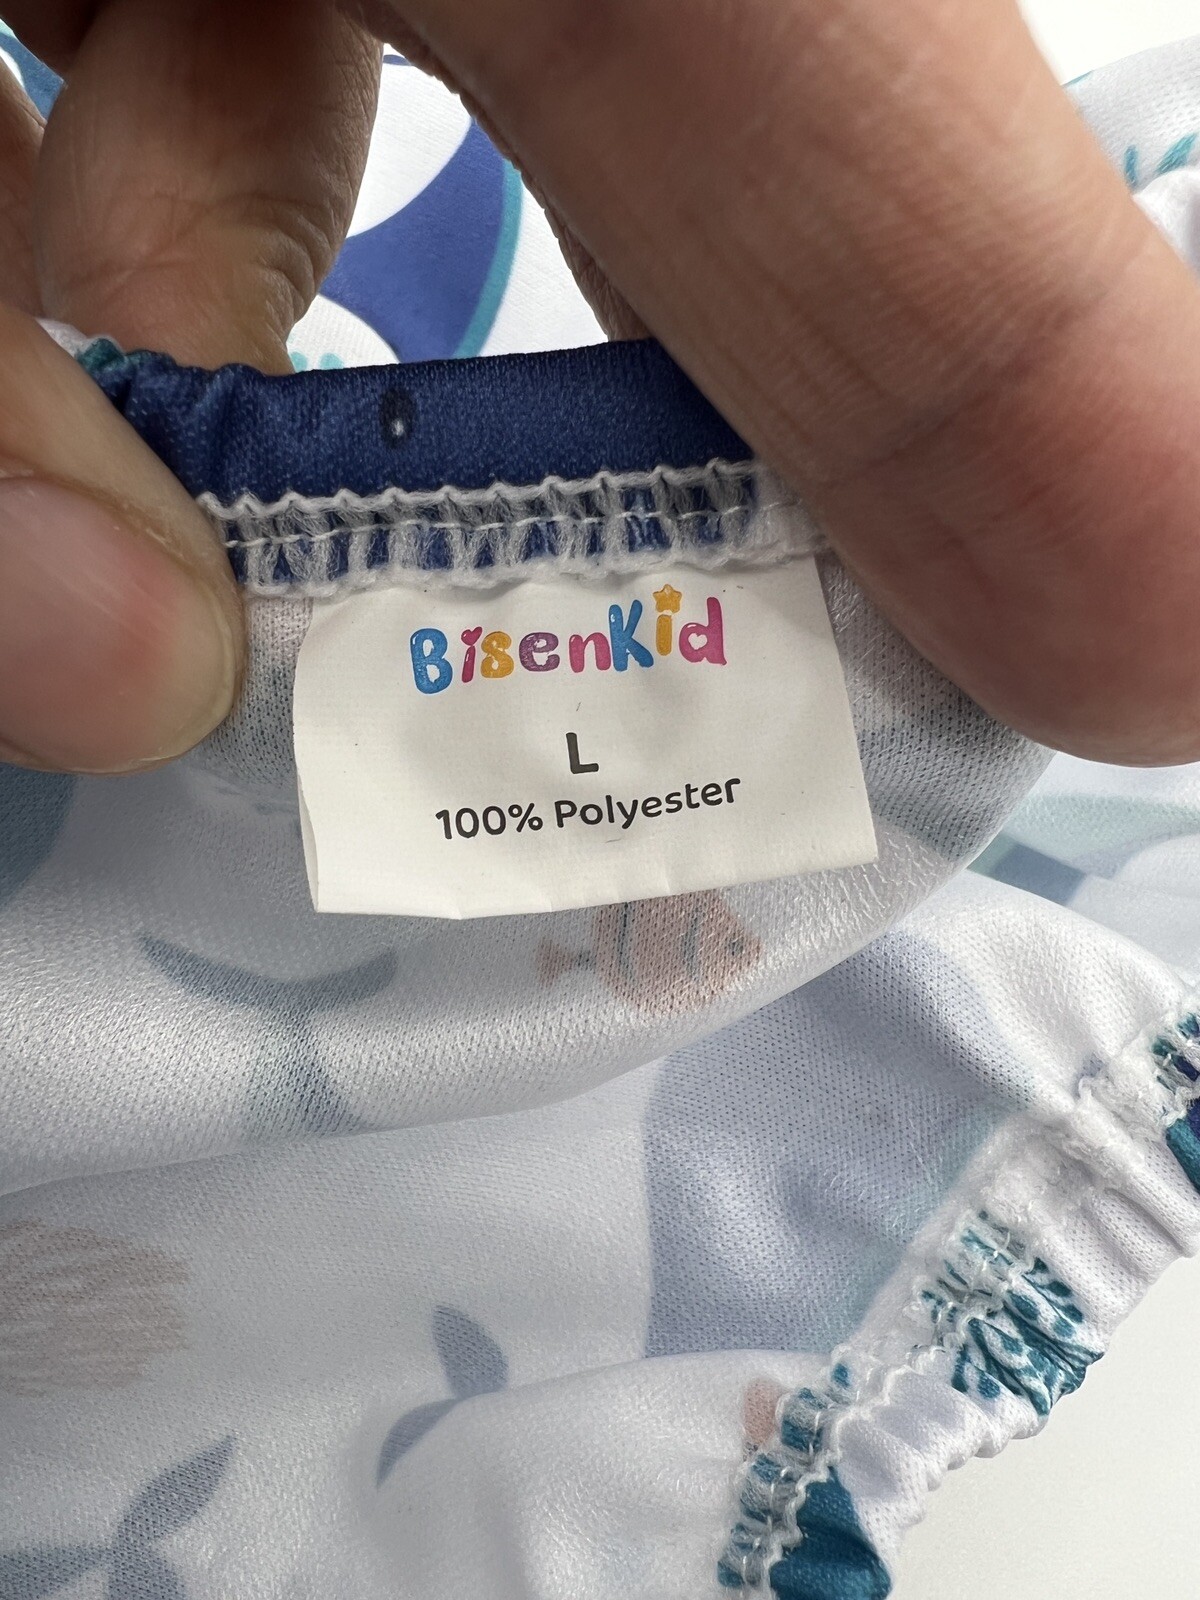 BisenKid
L
100% Polyester